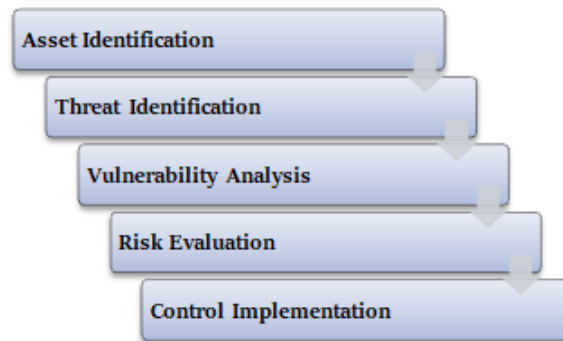 Asset Identification
Threat Identification
Vulnerability Analysis
Risk Evaluation
Control Implementation